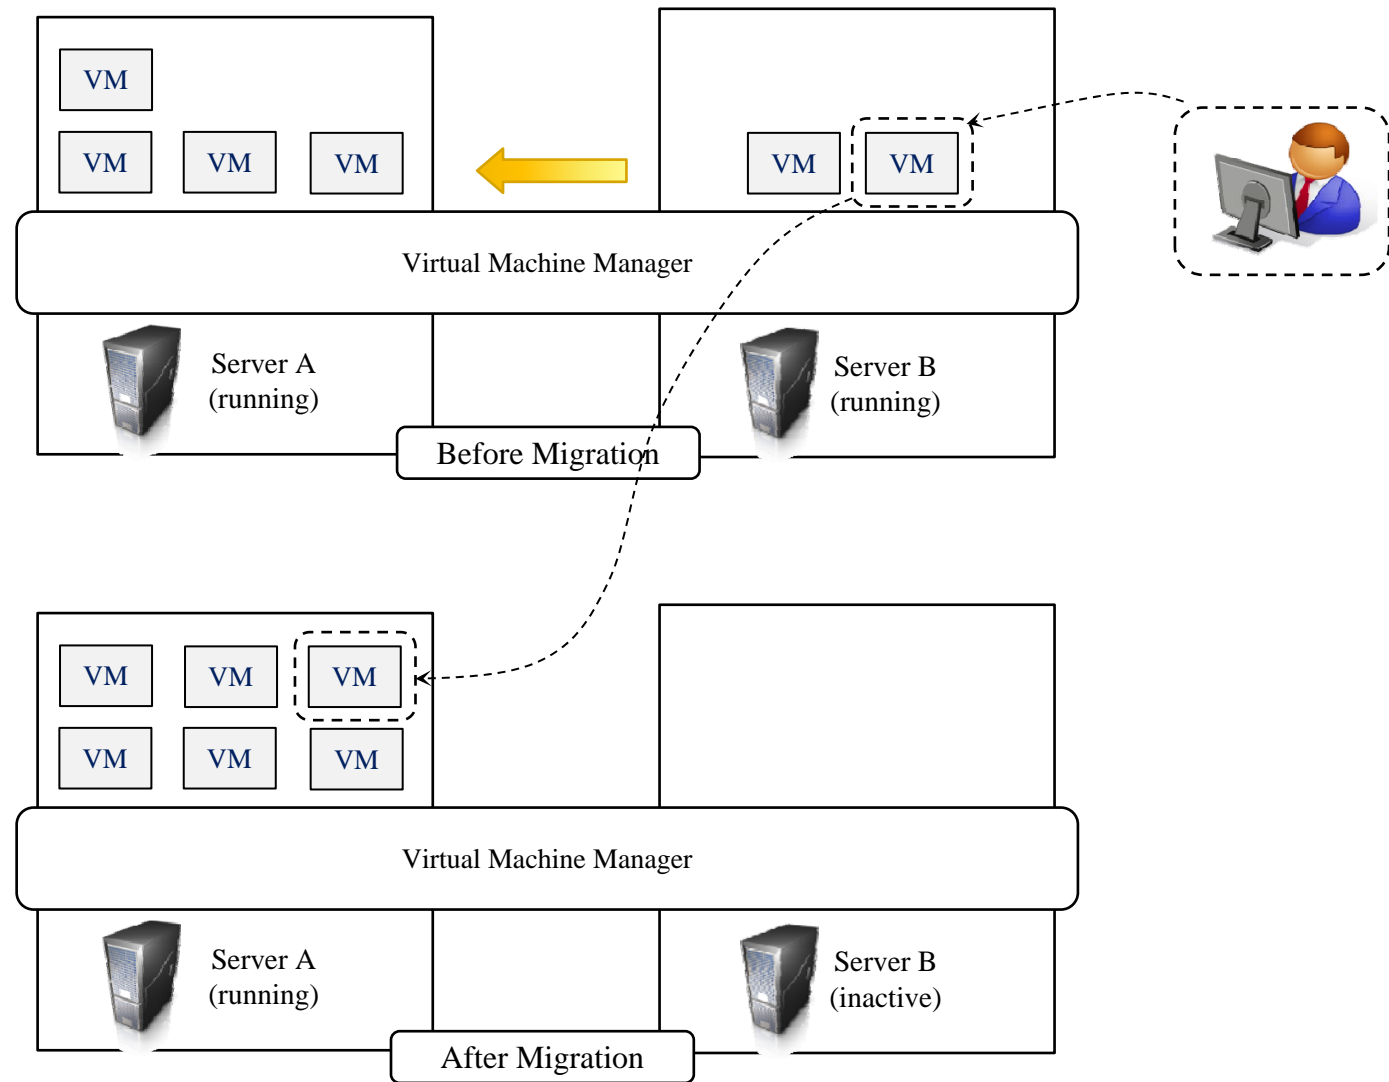 VM
VM
VM
VM
VM
VM
Virtual Machine Manager
Server A
(running)
Server B
(running)
Before Migration
VM
VM
VM
VM
VM
VM
Virtual Machine Manager
Server A
(running)
Server B
(inactive)
After Migration